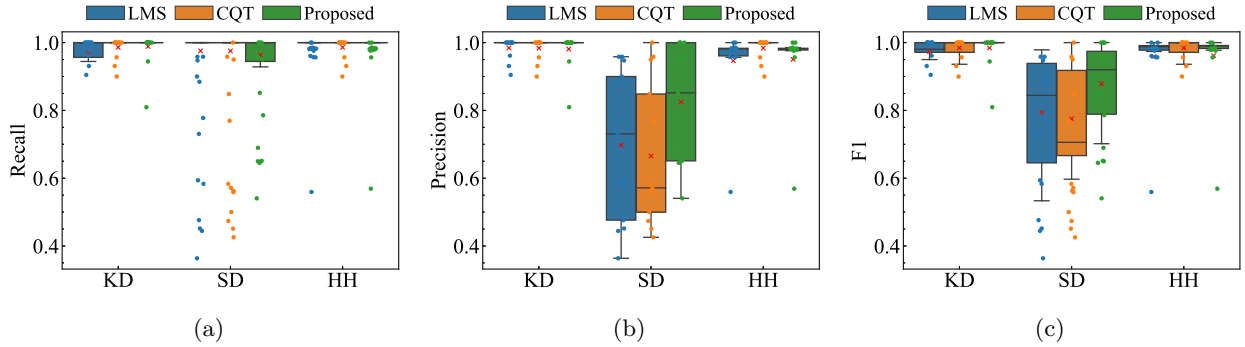 LMS CQT Proposed
1.0
0.8
0.6
0.4
Recall
KD SD HH
(a)
LMS CQT Proposed
1.0
0.8
0.6
0.4
Precision
KD SD HH
(b)
LMS CQT Proposed
1.0
0.8
0.6
0.4
F1
KD SD HH
(c)